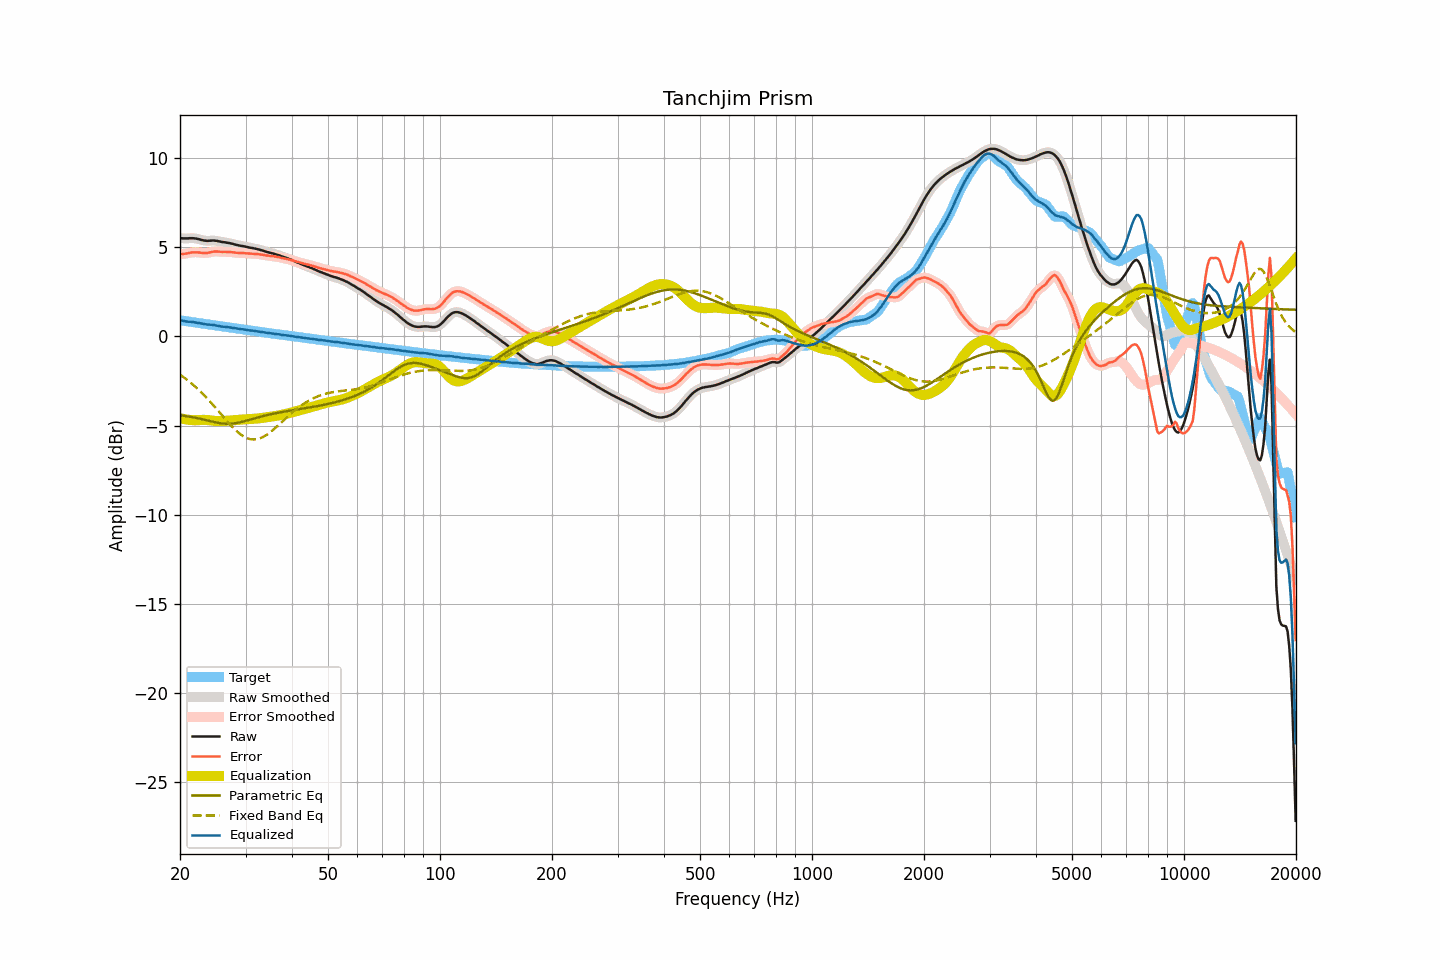 Tanchjim Prism
10
5
0
−5
−10
−15
−20
−25
Amplitude (dBr)
Target
Raw Smoothed
Error Smoothed
Raw
Error
Equalization
Parametric Eq
Fixed Band Eq
Equalized
20 50 100 200 500 1000 2000 5000 10000 20000
Frequency (Hz)